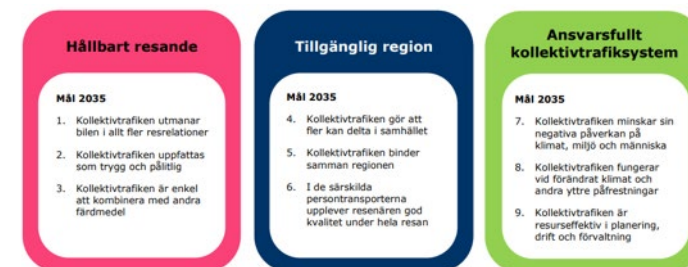 Hållbart resande
Mål 2035
1. Kollektivtrafiken utmanar
bilen i allt fler resrelationer
2. Kollektivtrafiken uppfattas
som trygg och pålitlig
3. Kollektivtrafiken är enkel
att kombinera med andra
färdmedel
Tillgänglig region
Mål 2035
4. Kollektivtrafiken gör att
fler kan delta i samhället
5. Kollektivtrafiken binder
samman regionen
6. I de särskilda
persontransporterna
upplever resenären god
kvalitet under hela resan
Ansvarsfullt
kollektivtrafiksystem
Mål 2035
7. Kollektivtrafiken minskar sin
negativa påverkan på
klimat, miljö och människa
8. Kollektivtrafiken fungerar
vid förändrat klimat och
andra yttre påfrestningar
9. Kollektivtrafiken är
resurseffektiv i planering,
drift och förvaltning